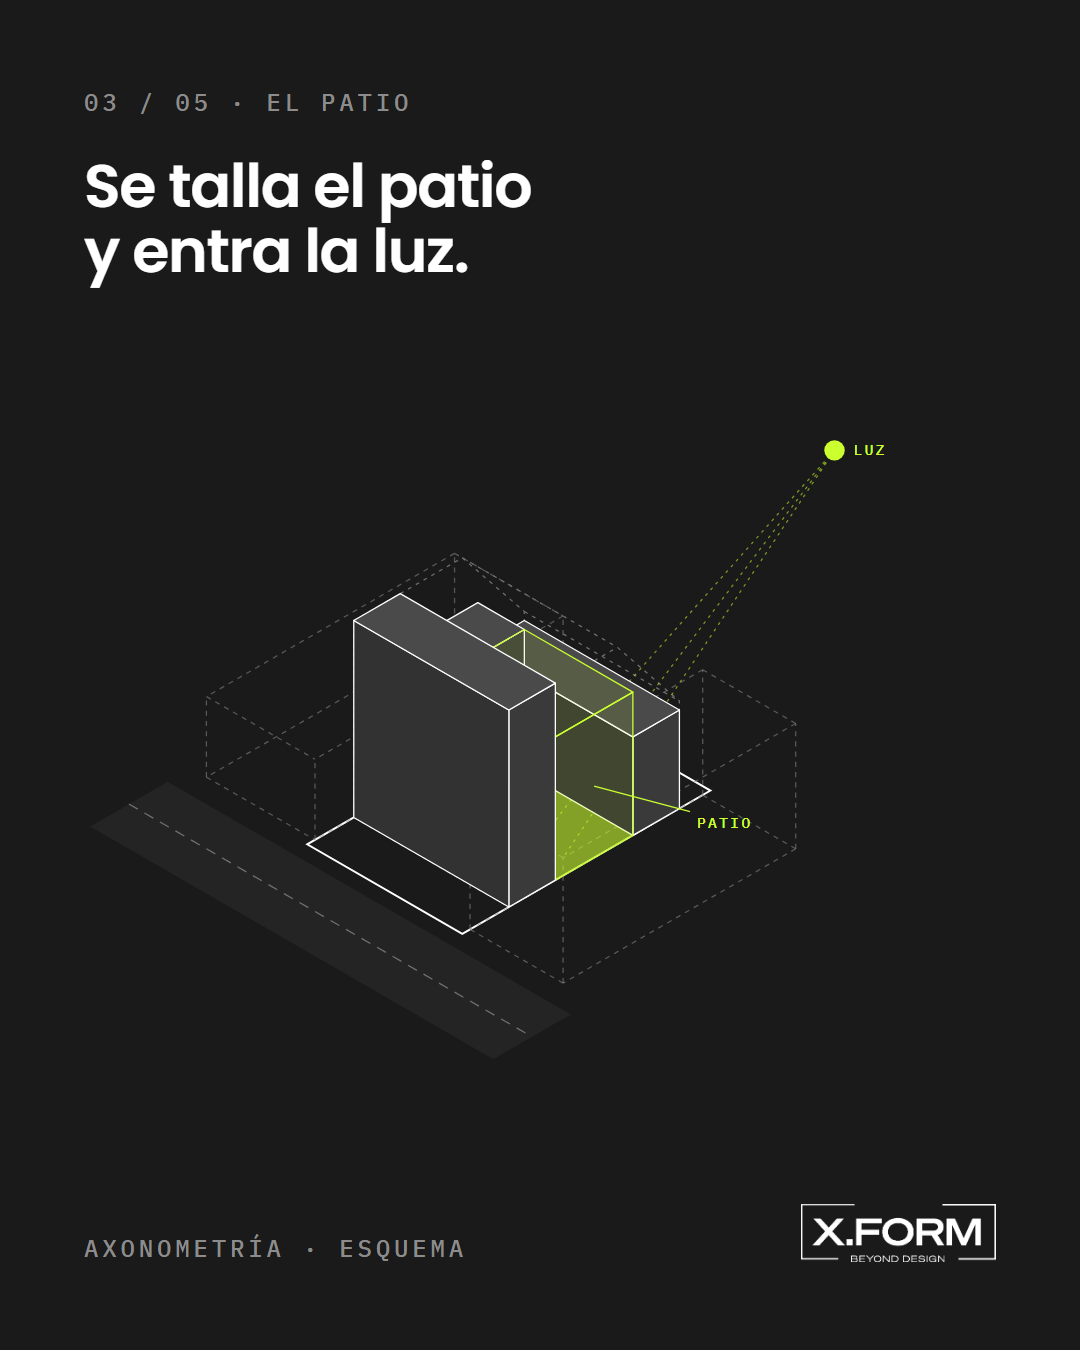 03 / 05 · EL PATIO
Se talla el patio
y entra la luz.
LUZ
PATIO
AXONOMETRÍA · ESQUEMA
X.FORM
BEYOND DESIGN